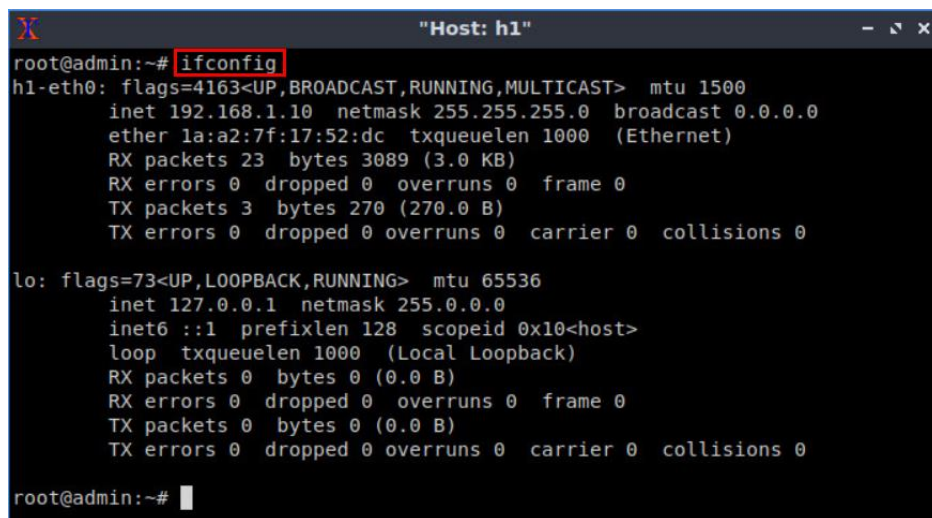 "Host: h1"
root@admin:~# ifconfig
h1-eth0: flags=4163<UP,BROADCAST,RUNNING,MULTICAST>  mtu 1500
        inet 192.168.1.10  netmask 255.255.255.0  broadcast 0.0.0.0
        ether 1a:a2:7f:17:52:dc  txqueuelen 1000  (Ethernet)
        RX packets 23  bytes 3089 (3.0 KB)
        RX errors 0  dropped 0  overruns 0  frame 0
        TX packets 3  bytes 270 (270.0 B)
        TX errors 0  dropped 0 overruns 0  carrier 0  collisions 0

lo: flags=73<UP,LOOPBACK,RUNNING>  mtu 65536
        inet 127.0.0.1  netmask 255.0.0.0
        inet6 ::1  prefixlen 128  scopeid 0x10<host>
        loop  txqueuelen 1000  (Local Loopback)
        RX packets 0  bytes 0 (0.0 B)
        RX errors 0  dropped 0  overruns 0  frame 0
        TX packets 0  bytes 0 (0.0 B)
        TX errors 0  dropped 0 overruns 0  carrier 0  collisions 0

root@admin:~#